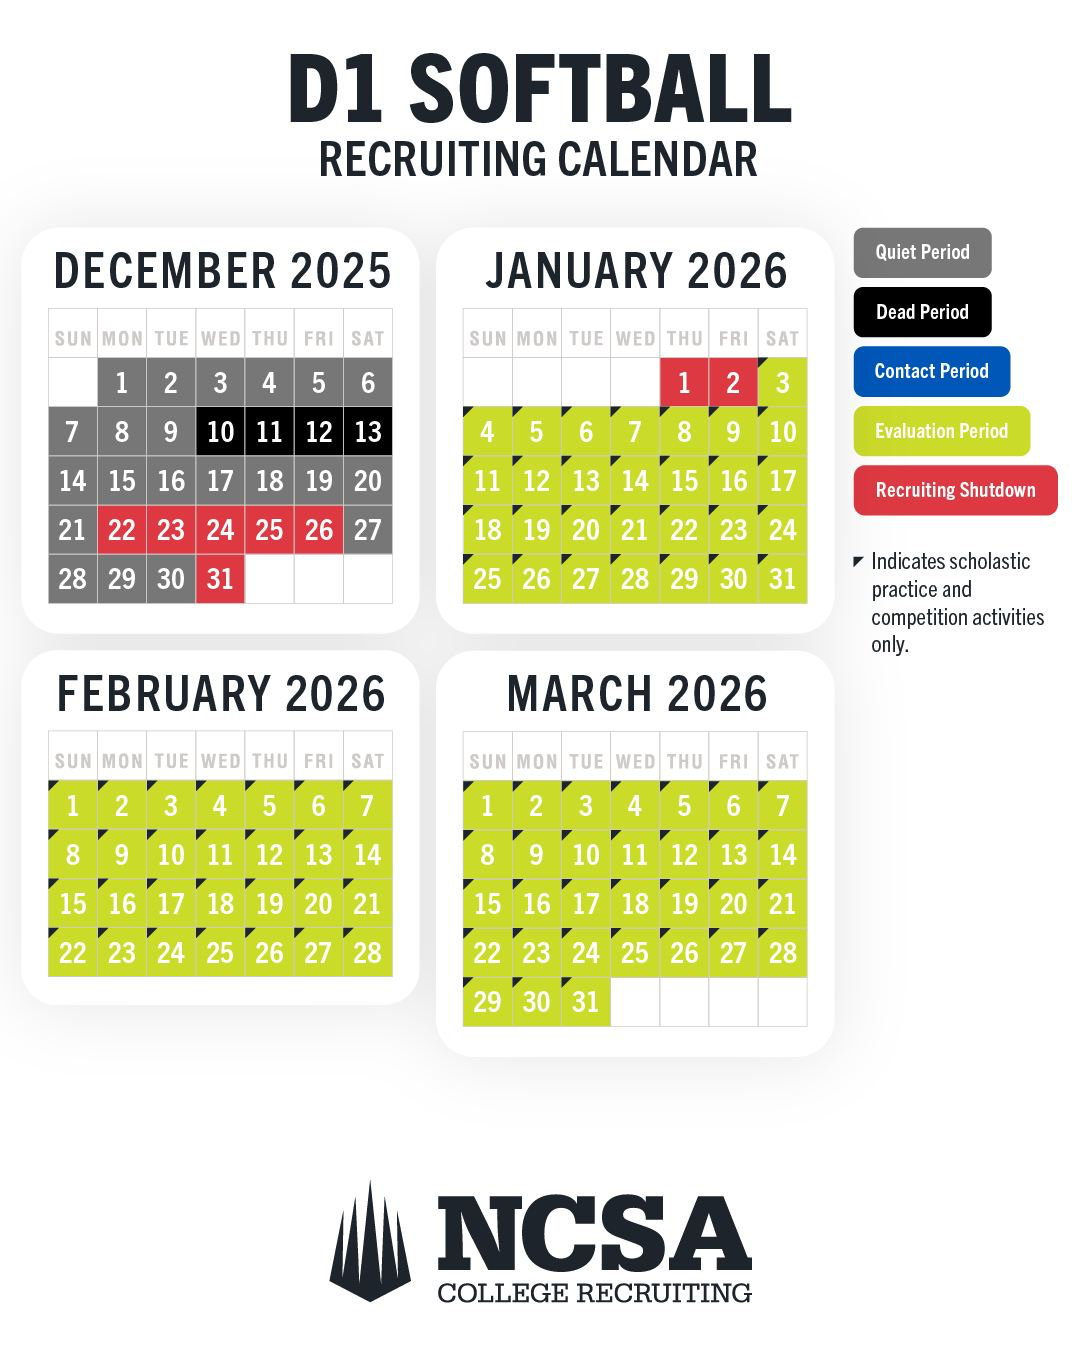 D1 SOFTBALL
RECRUITING CALENDAR
DECEMBER 2025
SUN MON TUE WED THU FRI SAT
1 2 3 4 5 6
7 8 9 10 11 12 13
14 15 16 17 18 19 20
21 22 23 24 25 26 27
28 29 30 31
JANUARY 2026
SUN MON TUE WED THU FRI SAT
1 2 3
4 5 6 7 8 9 10
11 12 13 14 15 16 17
18 19 20 21 22 23 24
25 26 27 28 29 30 31
Quiet Period
Dead Period
Contact Period
Evaluation Period
Recruiting Shutdown
Indicates scholastic
practice and
competition activities
only.
FEBRUARY 2026
SUN MON TUE WED THU FRI SAT
1 2 3 4 5 6 7
8 9 10 11 12 13 14
15 16 17 18 19 20 21
22 23 24 25 26 27 28
MARCH 2026
SUN MON TUE WED THU FRI SAT
1 2 3 4 5 6 7
8 9 10 11 12 13 14
15 16 17 18 19 20 21
22 23 24 25 26 27 28
29 30 31
NCSA
COLLEGE RECRUITING